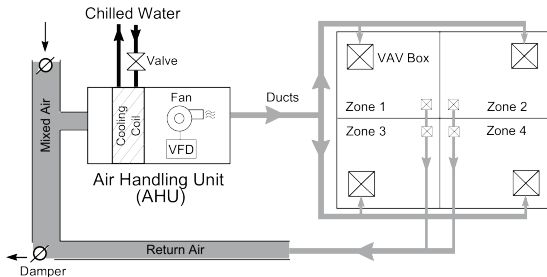 Chilled Water
Valve
Fan
Cooling
Coil
VFD
Mixed Air
Air Handling Unit
(AHU)
Ducts
VAV Box
Zone 1
Zone 2
Zone 3
Zone 4
Return Air
Damper